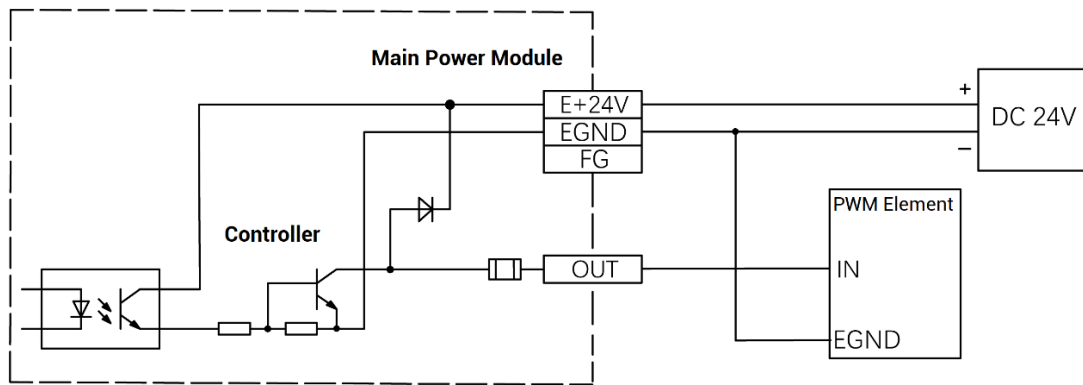 Main Power Module
E+24V
EGND
FG
+
DC 24V
−
PWM Element
Controller
OUT
IN
EGND